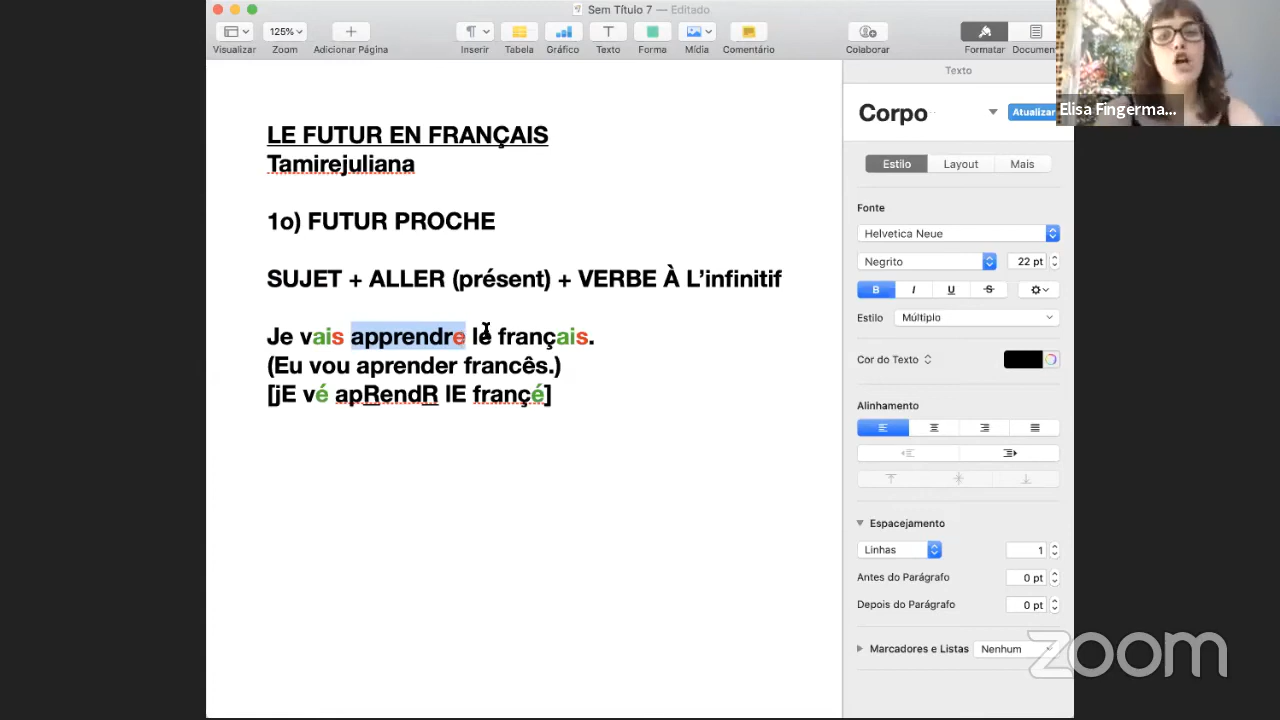 Sem Título 7 — Editado
125%
Visualizar
Zoom
Adicionar Página
Inserir
Tabela
Gráfico
Texto
Forma
Mídia
Comentário
Colaborar
Formatar
Documen
Texto
Corpo
Atualizar
Elisa Fingerma...
Estilo
Layout
Mais
LE FUTUR EN FRANÇAIS
Tamirejuliana
1o) FUTUR PROCHE
SUJET + ALLER (présent) + VERBE À L’infinitif
Je vais apprendre le français.
(Eu vou aprender francês.)
[jE vé apRendR lE françé]
Fonte
Helvetica Neue
Negrito
22 pt
B I U S
Estilo
Múltiplo
Cor do Texto
Alinhamento
Espacejamento
Linhas
1
Antes do Parágrafo
0 pt
Depois do Parágrafo
0 pt
Marcadores e Listas
Nenhum
zoom